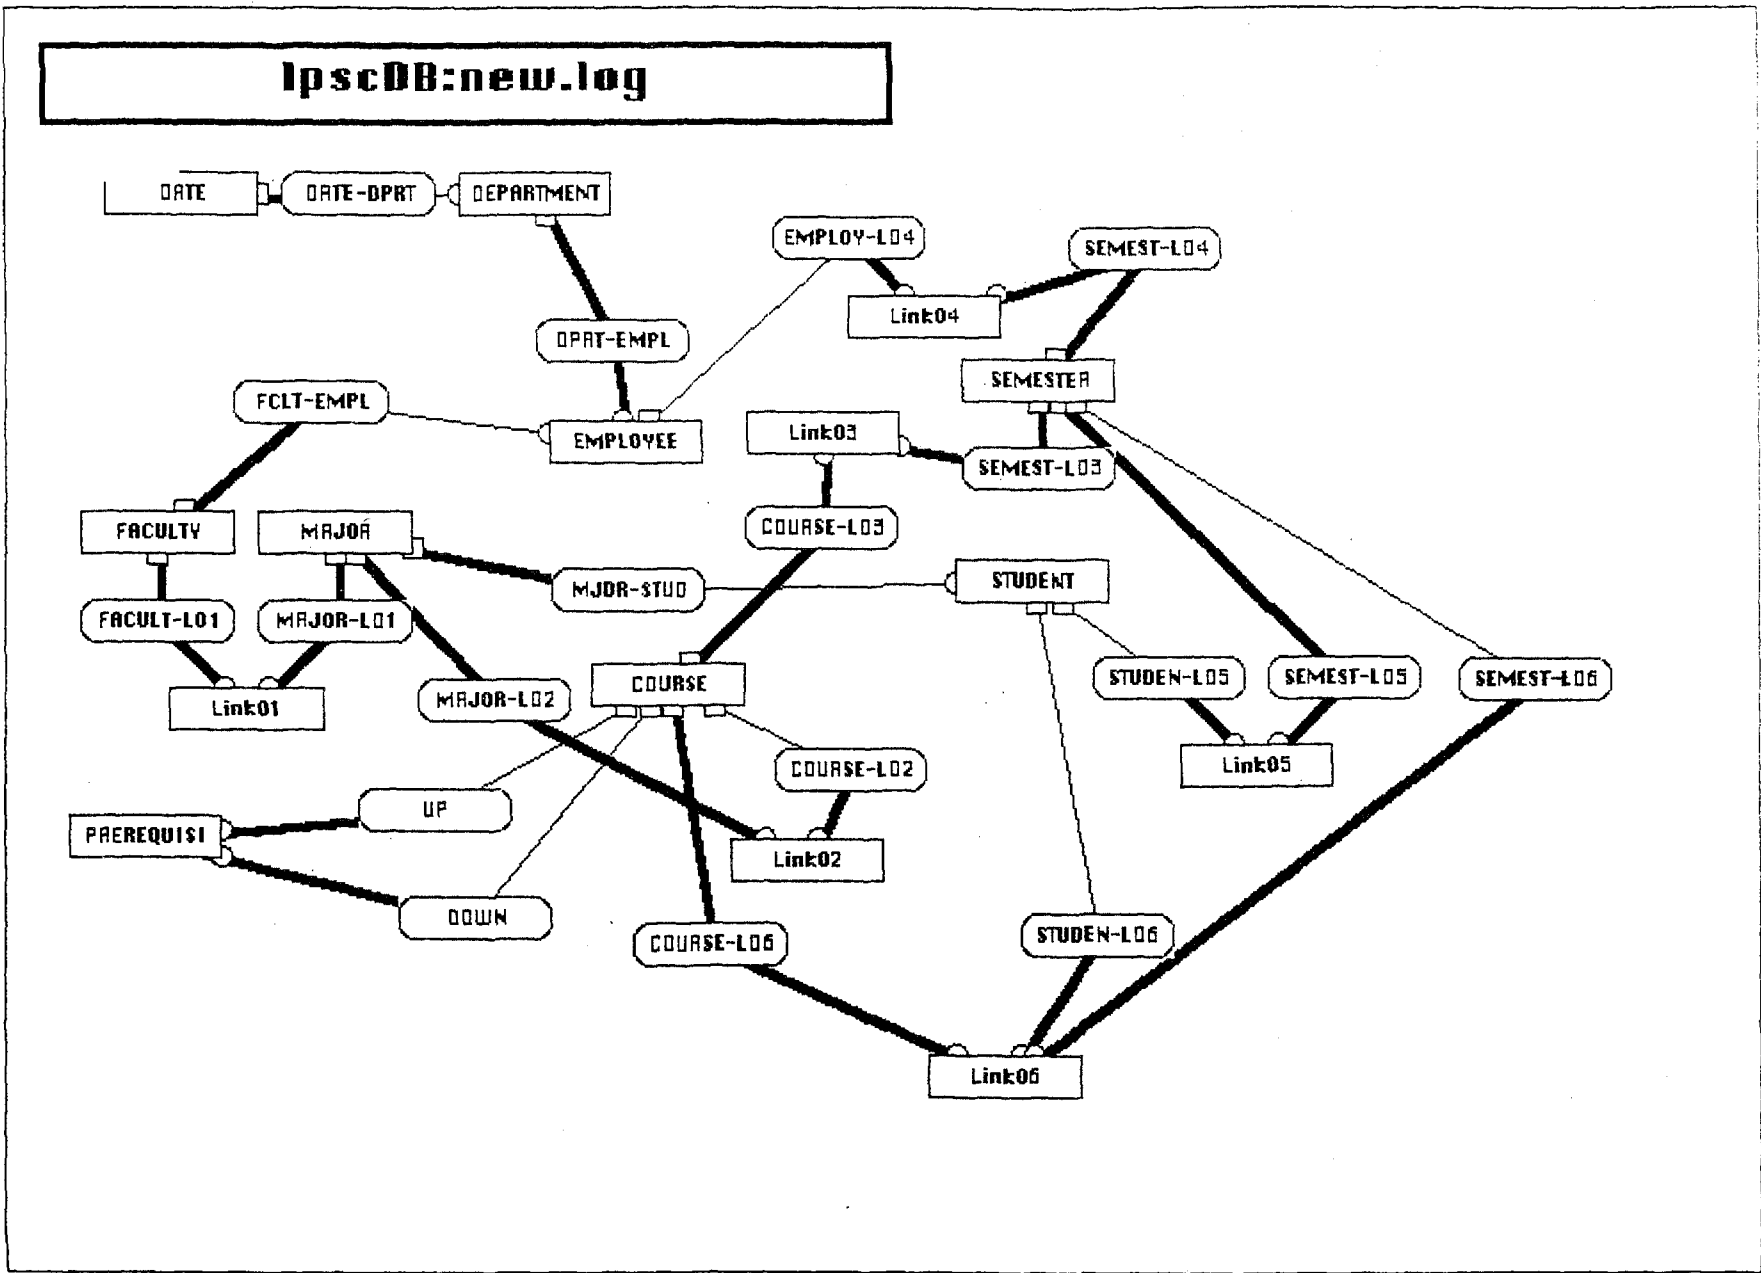 IpscDB:new.log
DATE
DATE-DPRT
DEPARTMENT
EMPLOY-L04
SEMEST-L04
Link04
DPRT-EMPL
SEMESTER
FCLT-EMPL
EMPLOYEE
Link03
SEMEST-L03
FACULTY
MAJOR
COURSE-L03
MJOR-STUD
STUDENT
FACULT-L01
MAJOR-L01
Link01
MAJOR-L02
COURSE
STUDEN-L05
SEMEST-L05
SEMEST-L06
Link05
COURSE-L02
UP
PREREQUISI
Link02
DOWN
COURSE-L06
STUDEN-L06
Link06